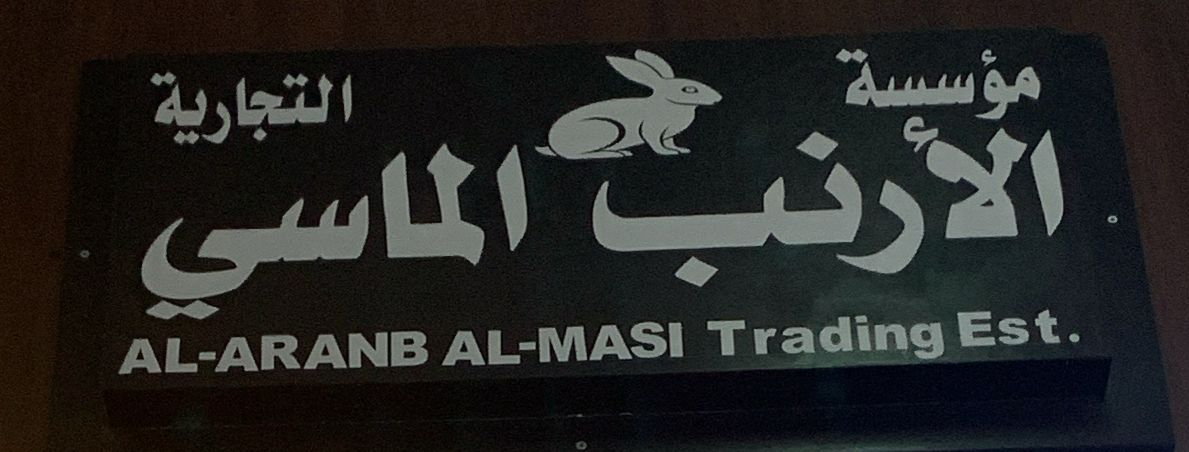 مؤسسة
التجارية
الأرنب الماسي
AL-ARANB AL-MASI Trading Est.